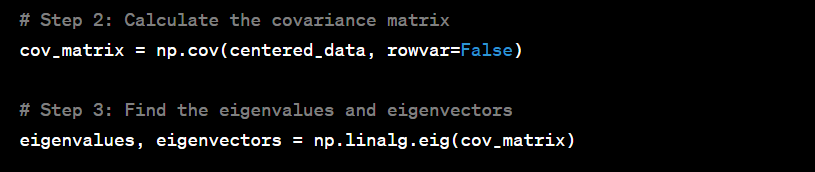 # Step 2: Calculate the covariance matrix
cov_matrix = np.cov(centered_data, rowvar=False)
# Step 3: Find the eigenvalues and eigenvectors
eigenvalues, eigenvectors = np.linalg.eig(cov_matrix)